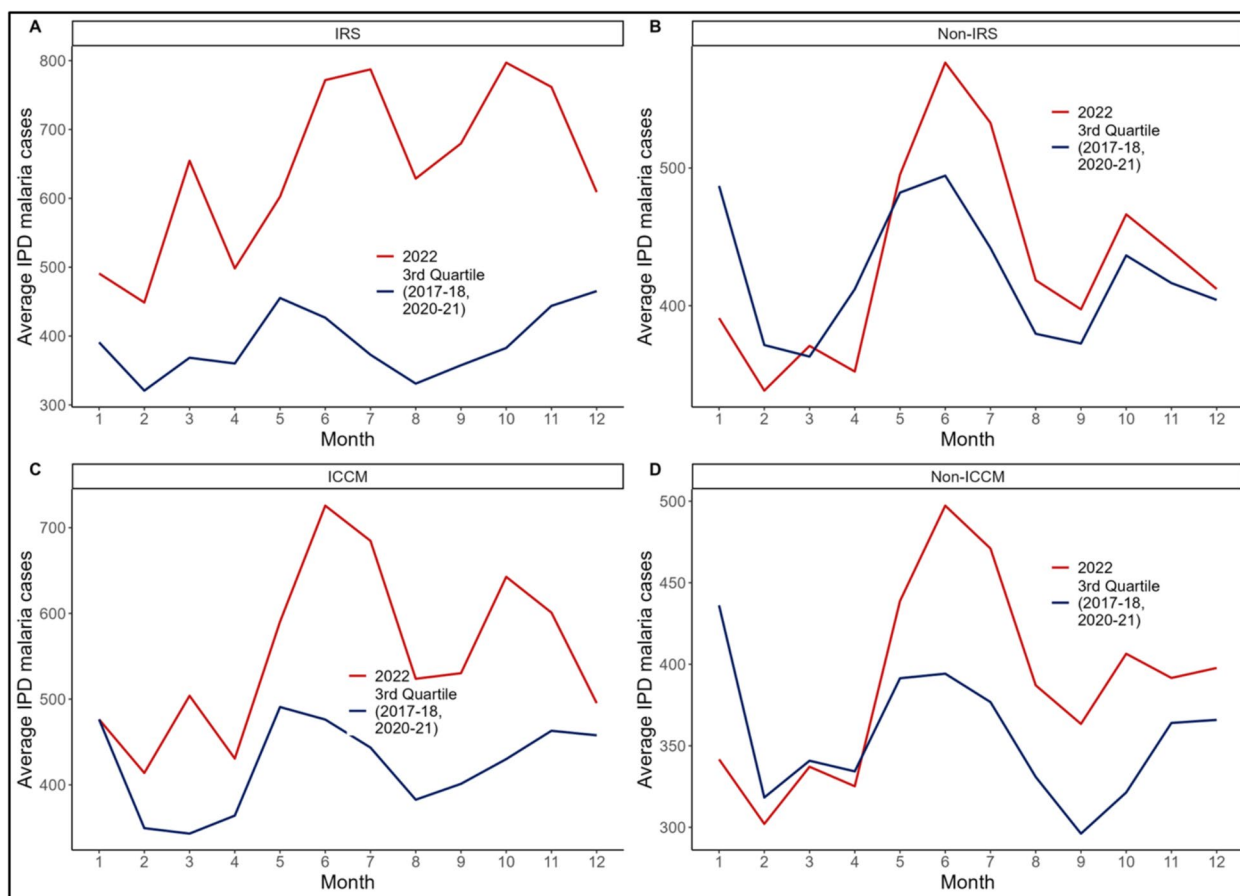 A
IRS
Average IPD malaria cases
800
700
600
500
400
300
2022
3rd Quartile
(2017-18,
2020-21)
1 2 3 4 5 6 7 8 9 10 11 12
Month
B
Non-IRS
Average IPD malaria cases
500
400
2022
3rd Quartile
(2017-18,
2020-21)
1 2 3 4 5 6 7 8 9 10 11 12
Month
C
ICCM
Average IPD malaria cases
700
600
500
400
2022
3rd Quartile
(2017-18,
2020-21)
1 2 3 4 5 6 7 8 9 10 11 12
Month
D
Non-ICCM
Average IPD malaria cases
500
450
400
350
300
2022
3rd Quartile
(2017-18,
2020-21)
1 2 3 4 5 6 7 8 9 10 11 12
Month